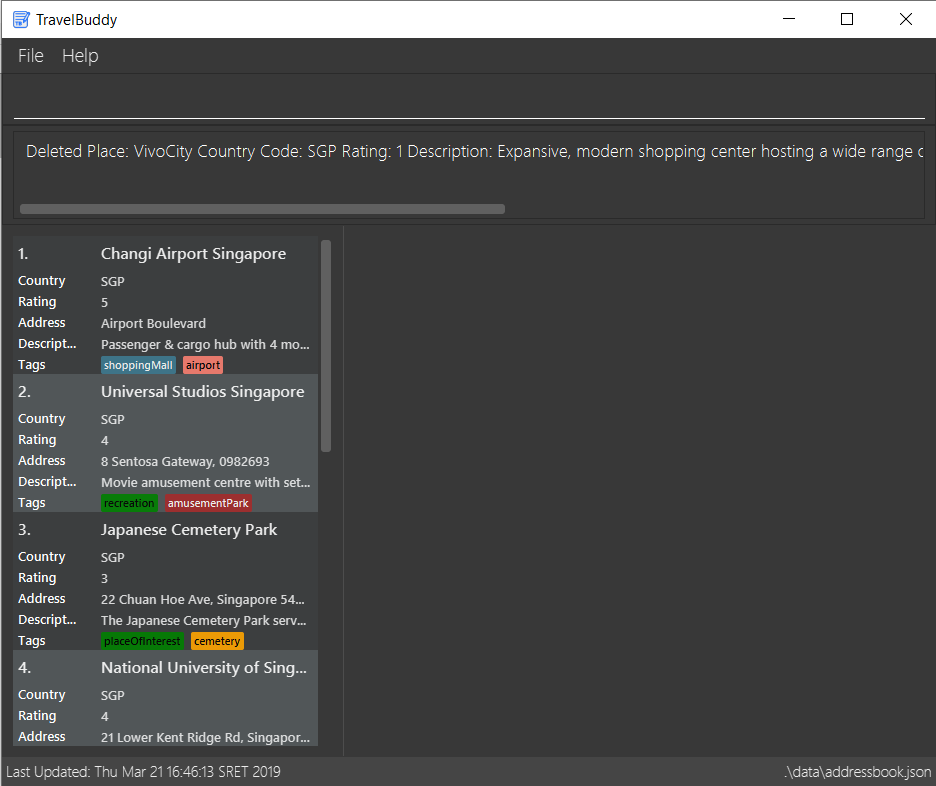 TravelBuddy
File Help
Deleted Place: VivoCity Country Code: SGP Rating: 1 Description: Expansive, modern shopping center hosting a wide range
1. Changi Airport Singapore
Country SGP
Rating 5
Address Airport Boulevard
Descript... Passenger & cargo hub with 4 mo...
Tags shoppingMall airport
2. Universal Studios Singapore
Country SGP
Rating 4
Address 8 Sentosa Gateway, 0982693
Descript... Movie amusement centre with set...
Tags recreation amusementPark
3. Japanese Cemetery Park
Country SGP
Rating 3
Address 22 Chuan Hoe Ave, Singapore 54...
Descript... The Japanese Cemetery Park serv...
Tags placeOfInterest cemetery
4. National University of Sing...
Country SGP
Rating 4
Address 21 Lower Kent Ridge Rd, Singapor...
Last Updated: Thu Mar 21 16:46:13 SRET 2019 .\data\addressbook.json